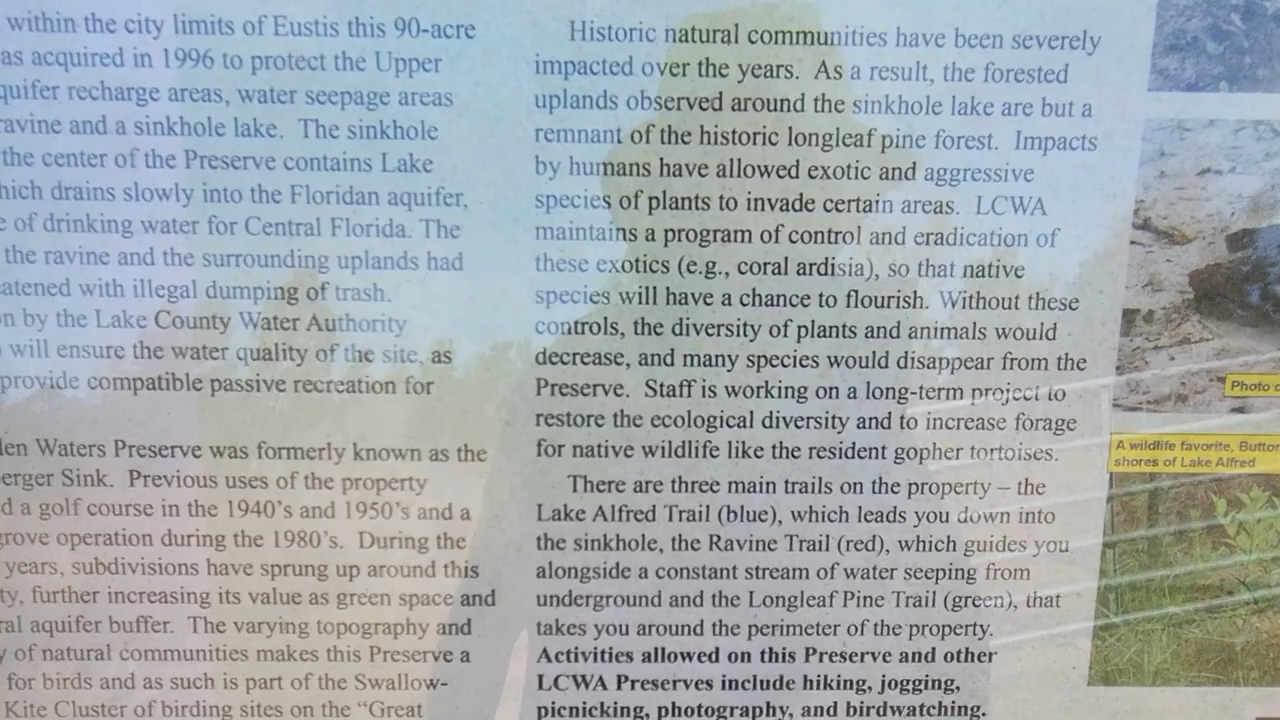 within the city limits of Eustis this 90-acre
as acquired in 1996 to protect the Upper
quifer recharge areas, water seepage areas
ravine and a sinkhole lake. The sinkhole
the center of the Preserve contains Lake
hich drains slowly into the Floridan aquifer,
e of drinking water for Central Florida. The
the ravine and the surrounding uplands had
eatened with illegal dumping of trash.
on by the Lake County Water Authority
will ensure the water quality of the site, as
provide compatible passive recreation for
den Waters Preserve was formerly known as the
erger Sink. Previous uses of the property
d a golf course in the 1940's and 1950's and a
grove operation during the 1980's. During the
years, subdivisions have sprung up around this
ty, further increasing its value as green space and
ral aquifer buffer. The varying topography and
y of natural communities makes this Preserve a
for birds and as such is part of the Swallow-
Kite Cluster of birding sites on the "Great
Historic natural communities have been severely
impacted over the years. As a result, the forested
uplands observed around the sinkhole lake are but a
remnant of the historic longleaf pine forest. Impacts
by humans have allowed exotic and aggressive
species of plants to invade certain areas. LCWA
maintains a program of control and eradication of
these exotics (e.g., coral ardisia), so that native
species will have a chance to flourish. Without these
controls, the diversity of plants and animals would
decrease, and many species would disappear from the
Preserve. Staff is working on a long-term project to
restore the ecological diversity and to increase forage
for native wildlife like the resident gopher tortoises.
There are three main trails on the property – the
Lake Alfred Trail (blue), which leads you down into
the sinkhole, the Ravine Trail (red), which guides you
alongside a constant stream of water seeping from
underground and the Longleaf Pine Trail (green), that
takes you around the perimeter of the property.
Activities allowed on this Preserve and other
LCWA Preserves include hiking, jogging,
picnicking, photography, and birdwatching.
Photo
A wildlife favorite, Button
shores of Lake Alfred